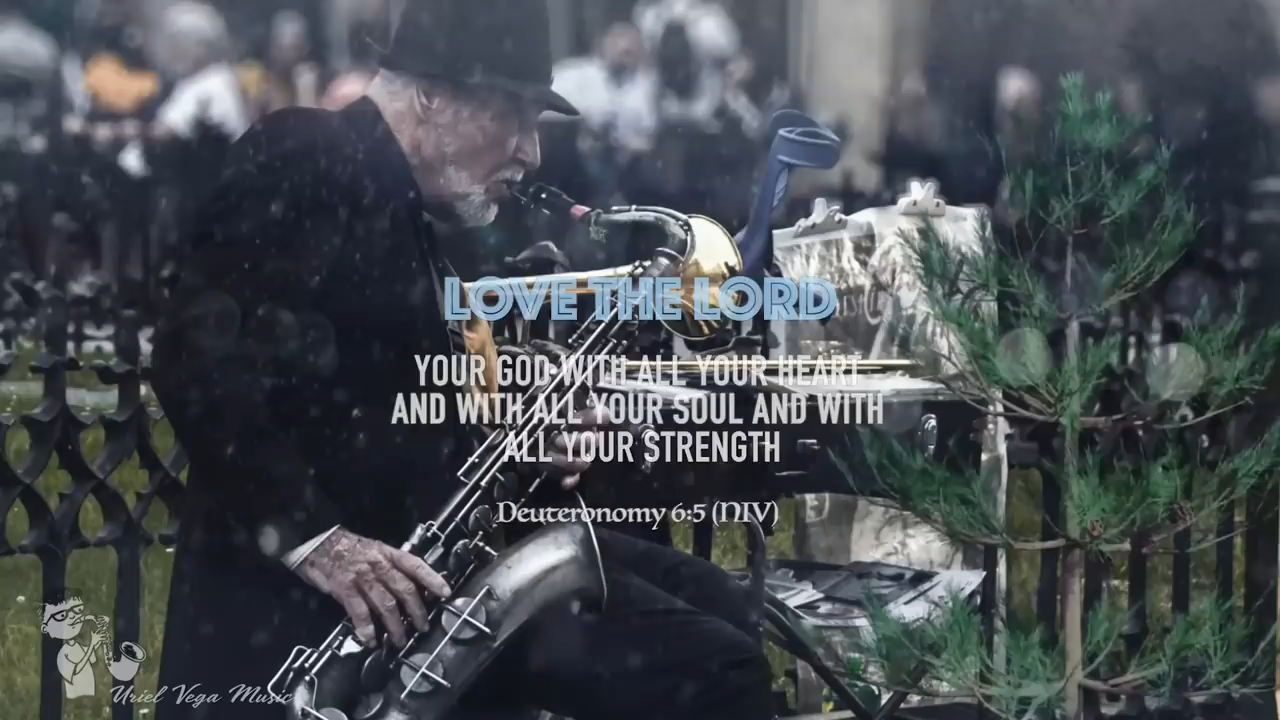 LOVE THE LORD
YOUR GOD WITH ALL YOUR HEART
AND WITH ALL YOUR SOUL AND WITH
ALL YOUR STRENGTH
Deuteronomy 6:5 (NIV)
Uriel Vega Music